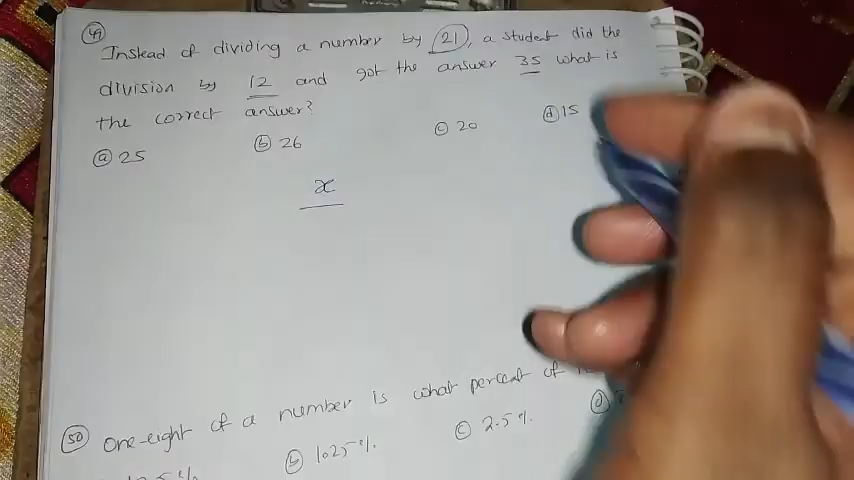 49
Instead of dividing a number by 21, a student did the
division by 12 and got the answer 35 what is
the correct answer?
ⓐ 25 ⓑ 26 ⓒ 20 ⓓ 15
x
50 One-eight of a number is what percent of
ⓑ 1.25%. ⓒ 2.5%. ⓓ